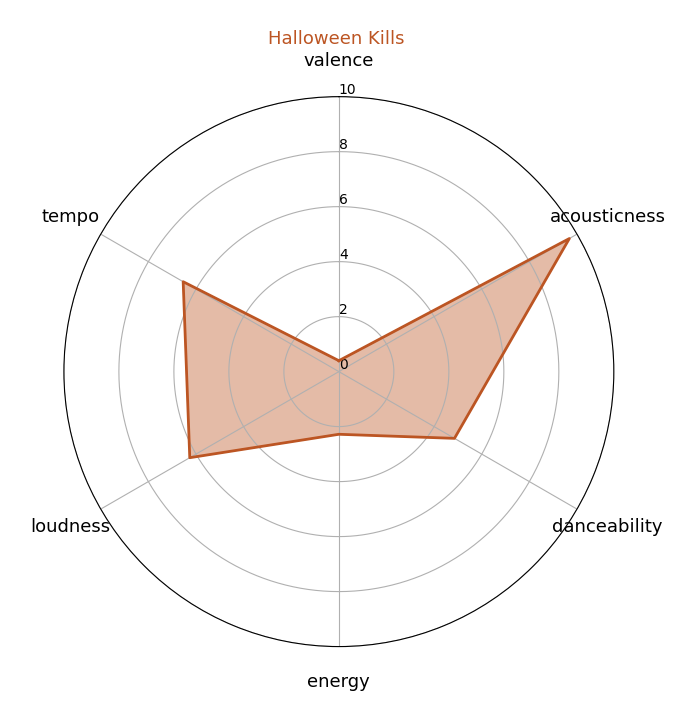 Halloween Kills
valence
10
8
tempo
acousticness
6
4
2
0
loudness
danceability
energy